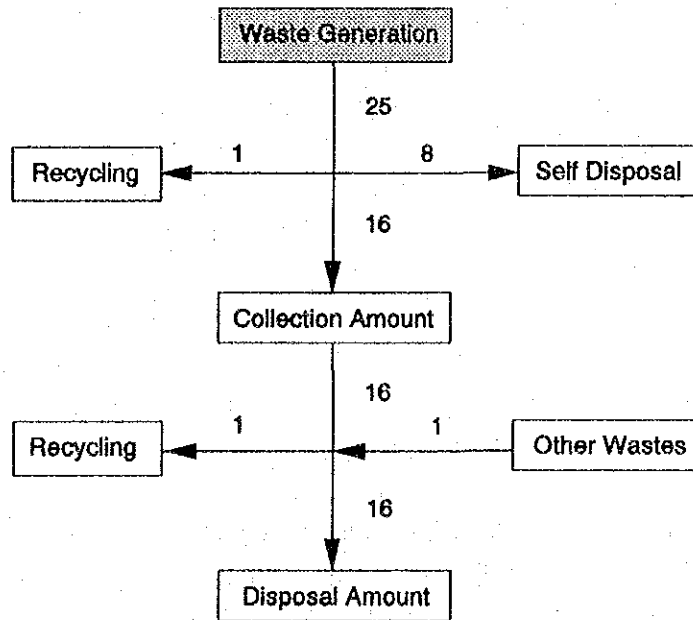 Waste Generation
25
1
8
Recycling
Self Disposal
16
Collection Amount
16
1
1
Recycling
Other Wastes
16
Disposal Amount